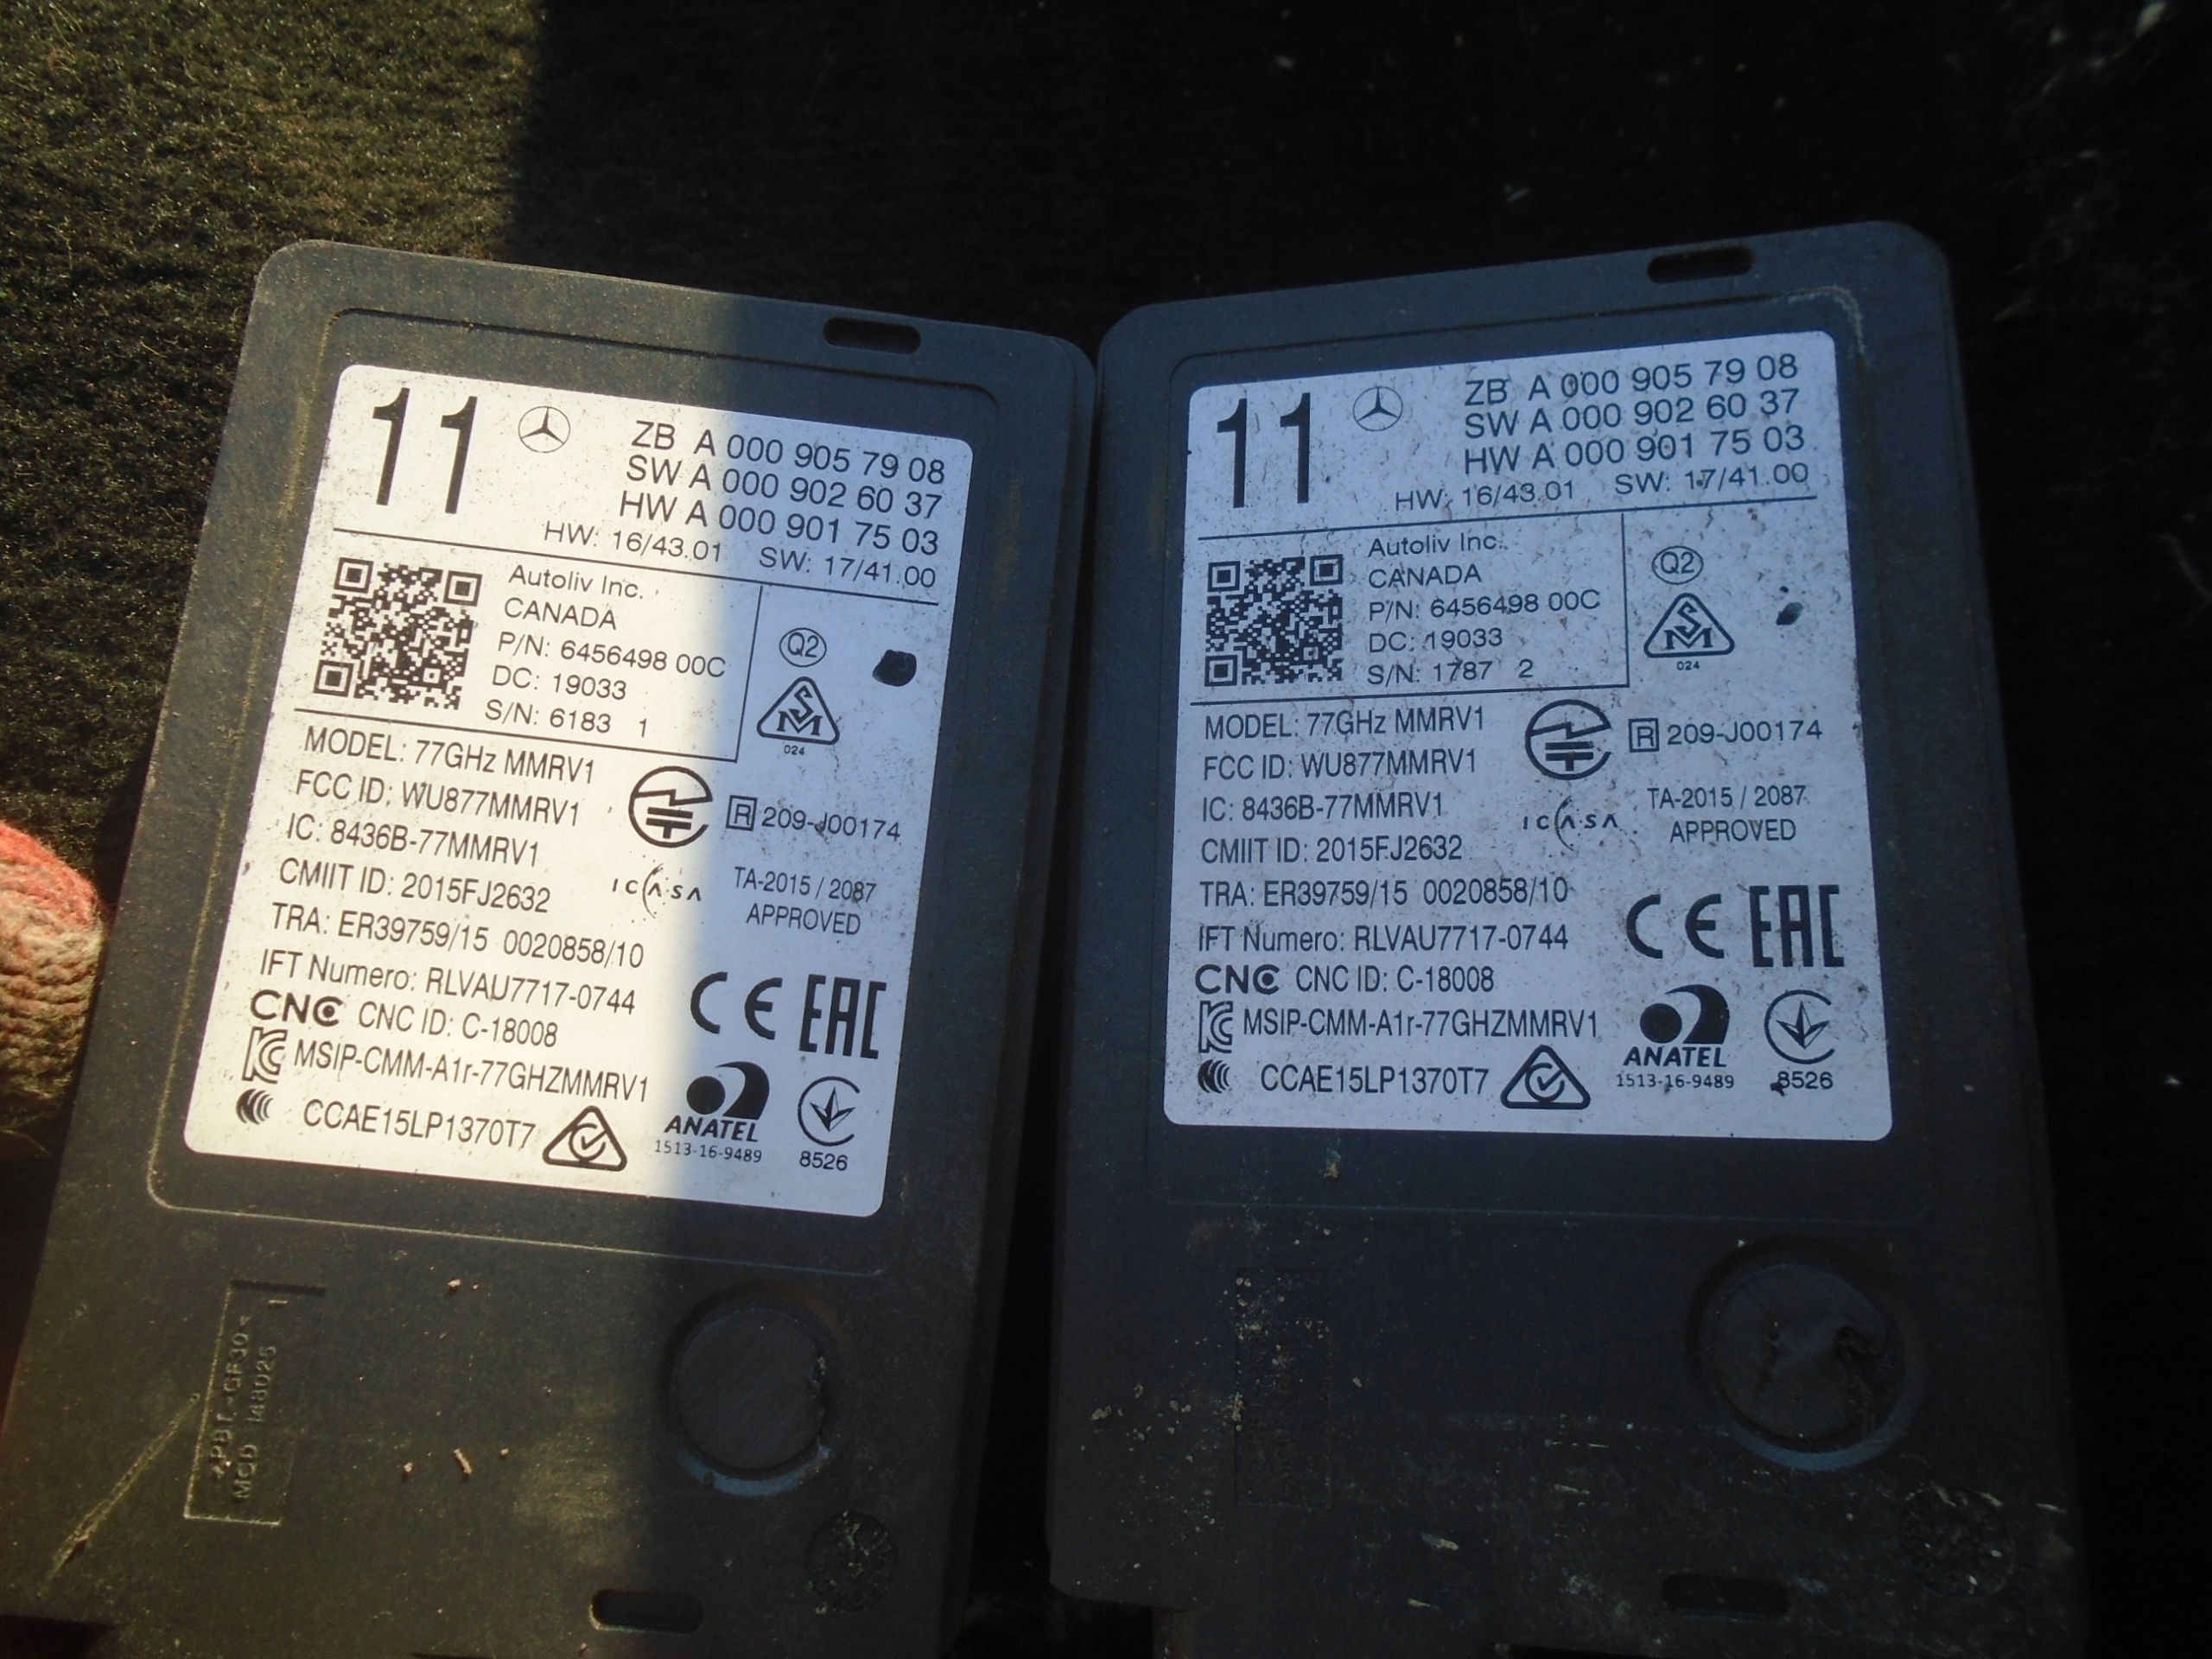 11
ZB A 000 905 79 08
SW A 000 902 60 37
HW A 000 901 75 03
HW: 16/43.01 SW: 17/41.00
Autoliv Inc.
CANADA
P/N: 6456498 00C
DC: 19033
S/N: 6183 1
Q2
SM
024
MODEL: 77GHz MMRV1
FCC ID: WU877MMRV1
R 209-J00174
IC: 8436B-77MMRV1
CMIIT ID: 2015FJ2632
ICASA
TA-2015 / 2087
APPROVED
TRA: ER39759/15 0020858/10
IFT Numero: RLVAU7717-0744
CE EAC
CNC CNC ID: C-18008
MSIP-CMM-A1r-77GHZMMRV1
CCAE15LP1370T7
ANATEL
1513-16-9489
8526
MCD 148025
11
ZB A 000 905 79 08
SW A 000 902 60 37
HW A 000 901 75 03
HW: 16/43.01 SW: 17/41.00
Autoliv Inc.
CANADA
P/N: 6456498 00C
DC: 19033
S/N: 1787 2
Q2
SM
024
MODEL: 77GHz MMRV1
FCC ID: WU877MMRV1
R 209-J00174
IC: 8436B-77MMRV1
CMIIT ID: 2015FJ2632
ICASA
TA-2015 / 2087
APPROVED
TRA: ER39759/15 0020858/10
IFT Numero: RLVAU7717-0744
CE EAC
CNC CNC ID: C-18008
MSIP-CMM-A1r-77GHZMMRV1
CCAE15LP1370T7
ANATEL
1513-16-9489
8526